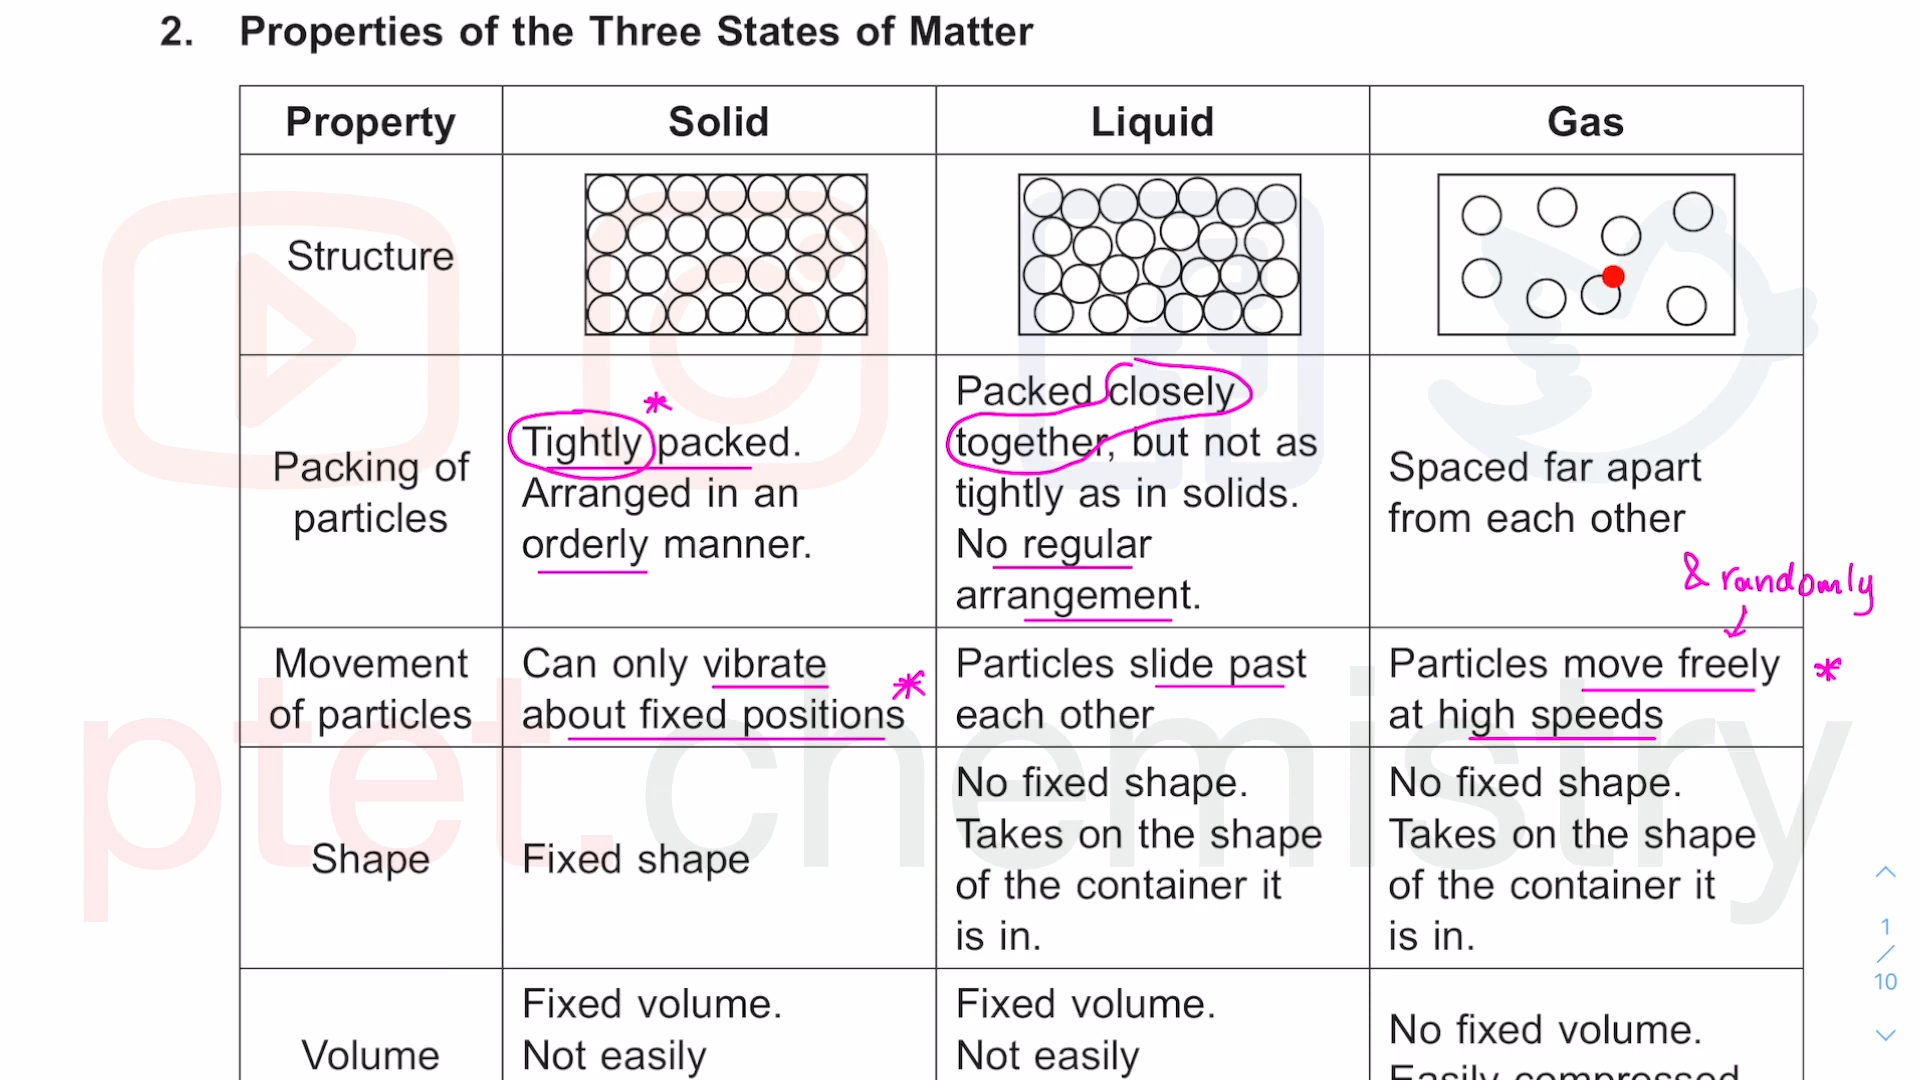 2. Properties of the Three States of Matter
Property Solid Liquid Gas
Structure
Packing of
particles
Tightly packed.
Arranged in an
orderly manner.
Packed closely
together, but not as
tightly as in solids.
No regular
arrangement.
Spaced far apart
from each other
& randomly
Movement
of particles
Can only vibrate
about fixed positions
Particles slide past
each other
Particles move freely
at high speeds
Shape
Fixed shape
No fixed shape.
Takes on the shape
of the container it
is in.
No fixed shape.
Takes on the shape
of the container it
is in.
Volume
Fixed volume.
Not easily
Fixed volume.
Not easily
No fixed volume.
Easily compressed
ptet.chemistry
1
/
10